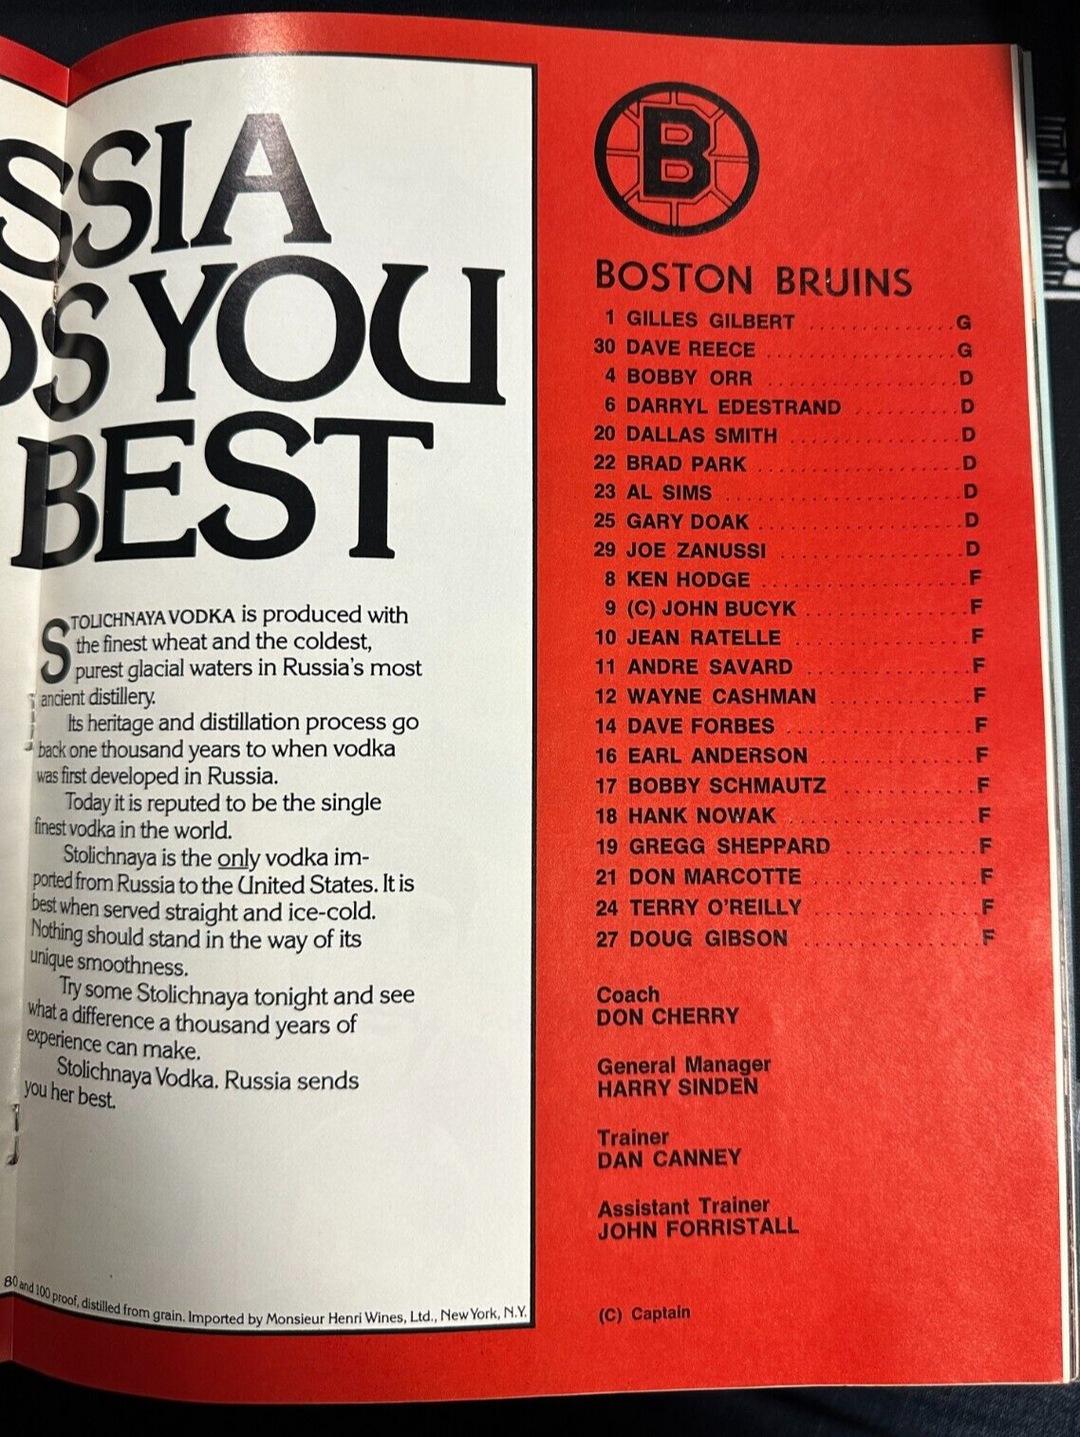 SSIA
S YOU
BEST
STOLICHNAYA VODKA is produced with
the finest wheat and the coldest,
purest glacial waters in Russia's most
ancient distillery.
Its heritage and distillation process go
back one thousand years to when vodka
was first developed in Russia.
Today it is reputed to be the single
finest vodka in the world.
Stolichnaya is the only vodka im-
ported from Russia to the United States. It is
best when served straight and ice-cold.
Nothing should stand in the way of its
unique smoothness.
Try some Stolichnaya tonight and see
what a difference a thousand years of
experience can make.
Stolichnaya Vodka. Russia sends
you her best.
80 and 100 proof, distilled from grain. Imported by Monsieur Henri Wines, Ltd., New York, N.Y.
B
BOSTON BRUINS
1 GILLES GILBERT ............. G
30 DAVE REECE ................. G
4 BOBBY ORR .................. D
6 DARRYL EDESTRAND .......... D
20 DALLAS SMITH ............... D
22 BRAD PARK .................. D
23 AL SIMS ..................... D
25 GARY DOAK .................. D
29 JOE ZANUSSI ................ D
8 KEN HODGE .................. F
9 (C) JOHN BUCYK .............. F
10 JEAN RATELLE ............... F
11 ANDRE SAVARD .............. F
12 WAYNE CASHMAN ............ F
14 DAVE FORBES ................ F
16 EARL ANDERSON ............. F
17 BOBBY SCHMAUTZ ........... F
18 HANK NOWAK ................ F
19 GREGG SHEPPARD ........... F
21 DON MARCOTTE .............. F
24 TERRY O'REILLY .............. F
27 DOUG GIBSON ............... F
Coach
DON CHERRY
General Manager
HARRY SINDEN
Trainer
DAN CANNEY
Assistant Trainer
JOHN FORRISTALL
(C) Captain